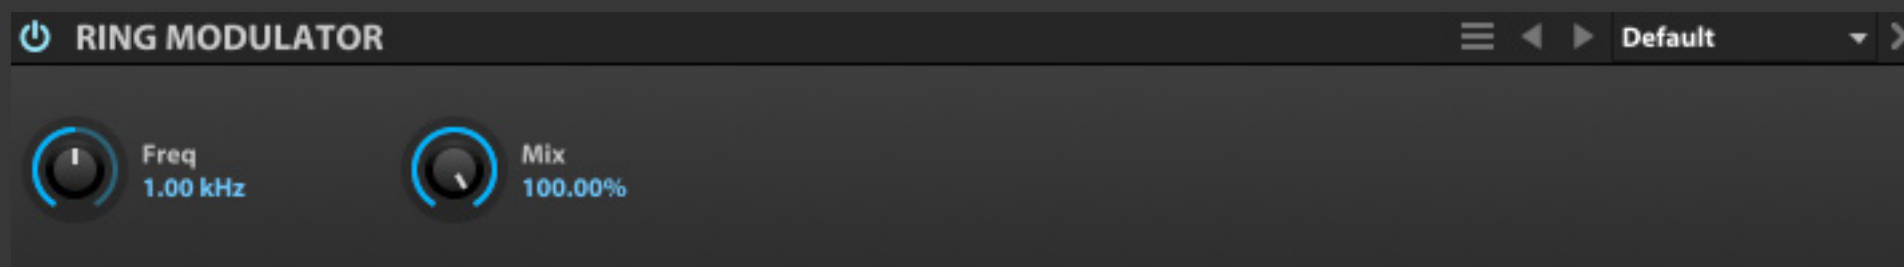 RING MODULATOR
Default
Freq
1.00 kHz
Mix
100.00%